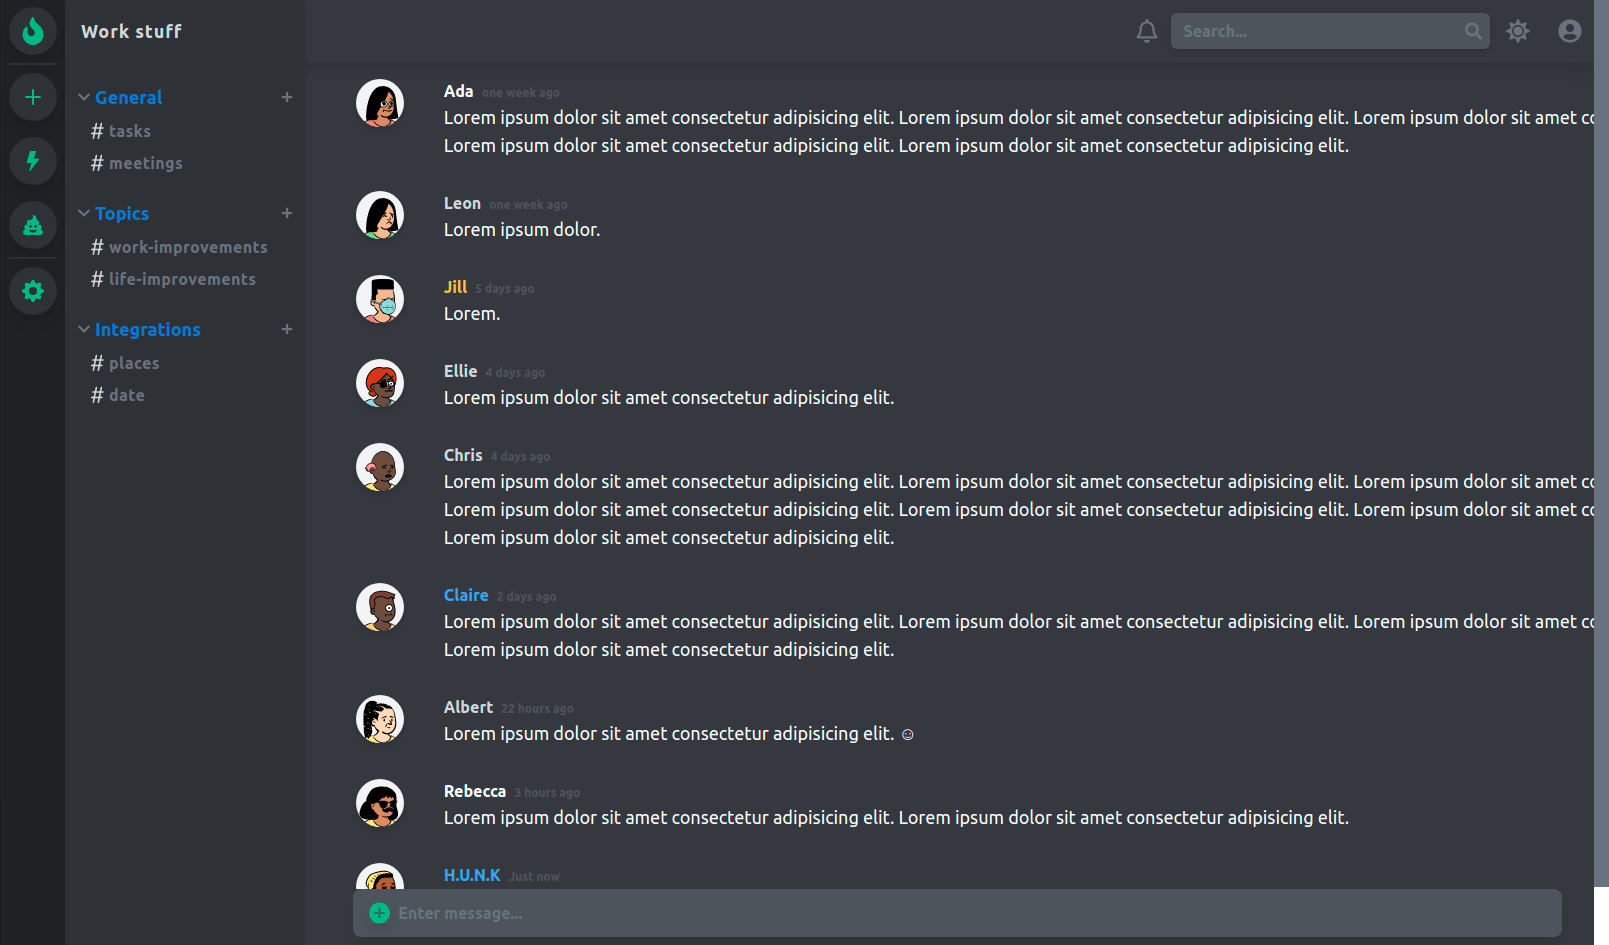 Work stuff
Search...
General
# tasks
# meetings
Topics
# work-improvements
# life-improvements
Integrations
# places
# date
Ada one week ago
Lorem ipsum dolor sit amet consectetur adipisicing elit. Lorem ipsum dolor sit amet consectetur adipisicing elit. Lorem ipsum dolor sit amet
Lorem ipsum dolor sit amet consectetur adipisicing elit. Lorem ipsum dolor sit amet consectetur adipisicing elit.
Leon one week ago
Lorem ipsum dolor.
Jill 5 days ago
Lorem.
Ellie 4 days ago
Lorem ipsum dolor sit amet consectetur adipisicing elit.
Chris 4 days ago
Lorem ipsum dolor sit amet consectetur adipisicing elit. Lorem ipsum dolor sit amet consectetur adipisicing elit. Lorem ipsum dolor sit amet
Lorem ipsum dolor sit amet consectetur adipisicing elit. Lorem ipsum dolor sit amet consectetur adipisicing elit. Lorem ipsum dolor sit amet
Lorem ipsum dolor sit amet consectetur adipisicing elit.
Claire 2 days ago
Lorem ipsum dolor sit amet consectetur adipisicing elit. Lorem ipsum dolor sit amet consectetur adipisicing elit. Lorem ipsum dolor sit amet
Lorem ipsum dolor sit amet consectetur adipisicing elit.
Albert 22 hours ago
Lorem ipsum dolor sit amet consectetur adipisicing elit. ☺
Rebecca 3 hours ago
Lorem ipsum dolor sit amet consectetur adipisicing elit. Lorem ipsum dolor sit amet consectetur adipisicing elit.
H.U.N.K Just now
Enter message...